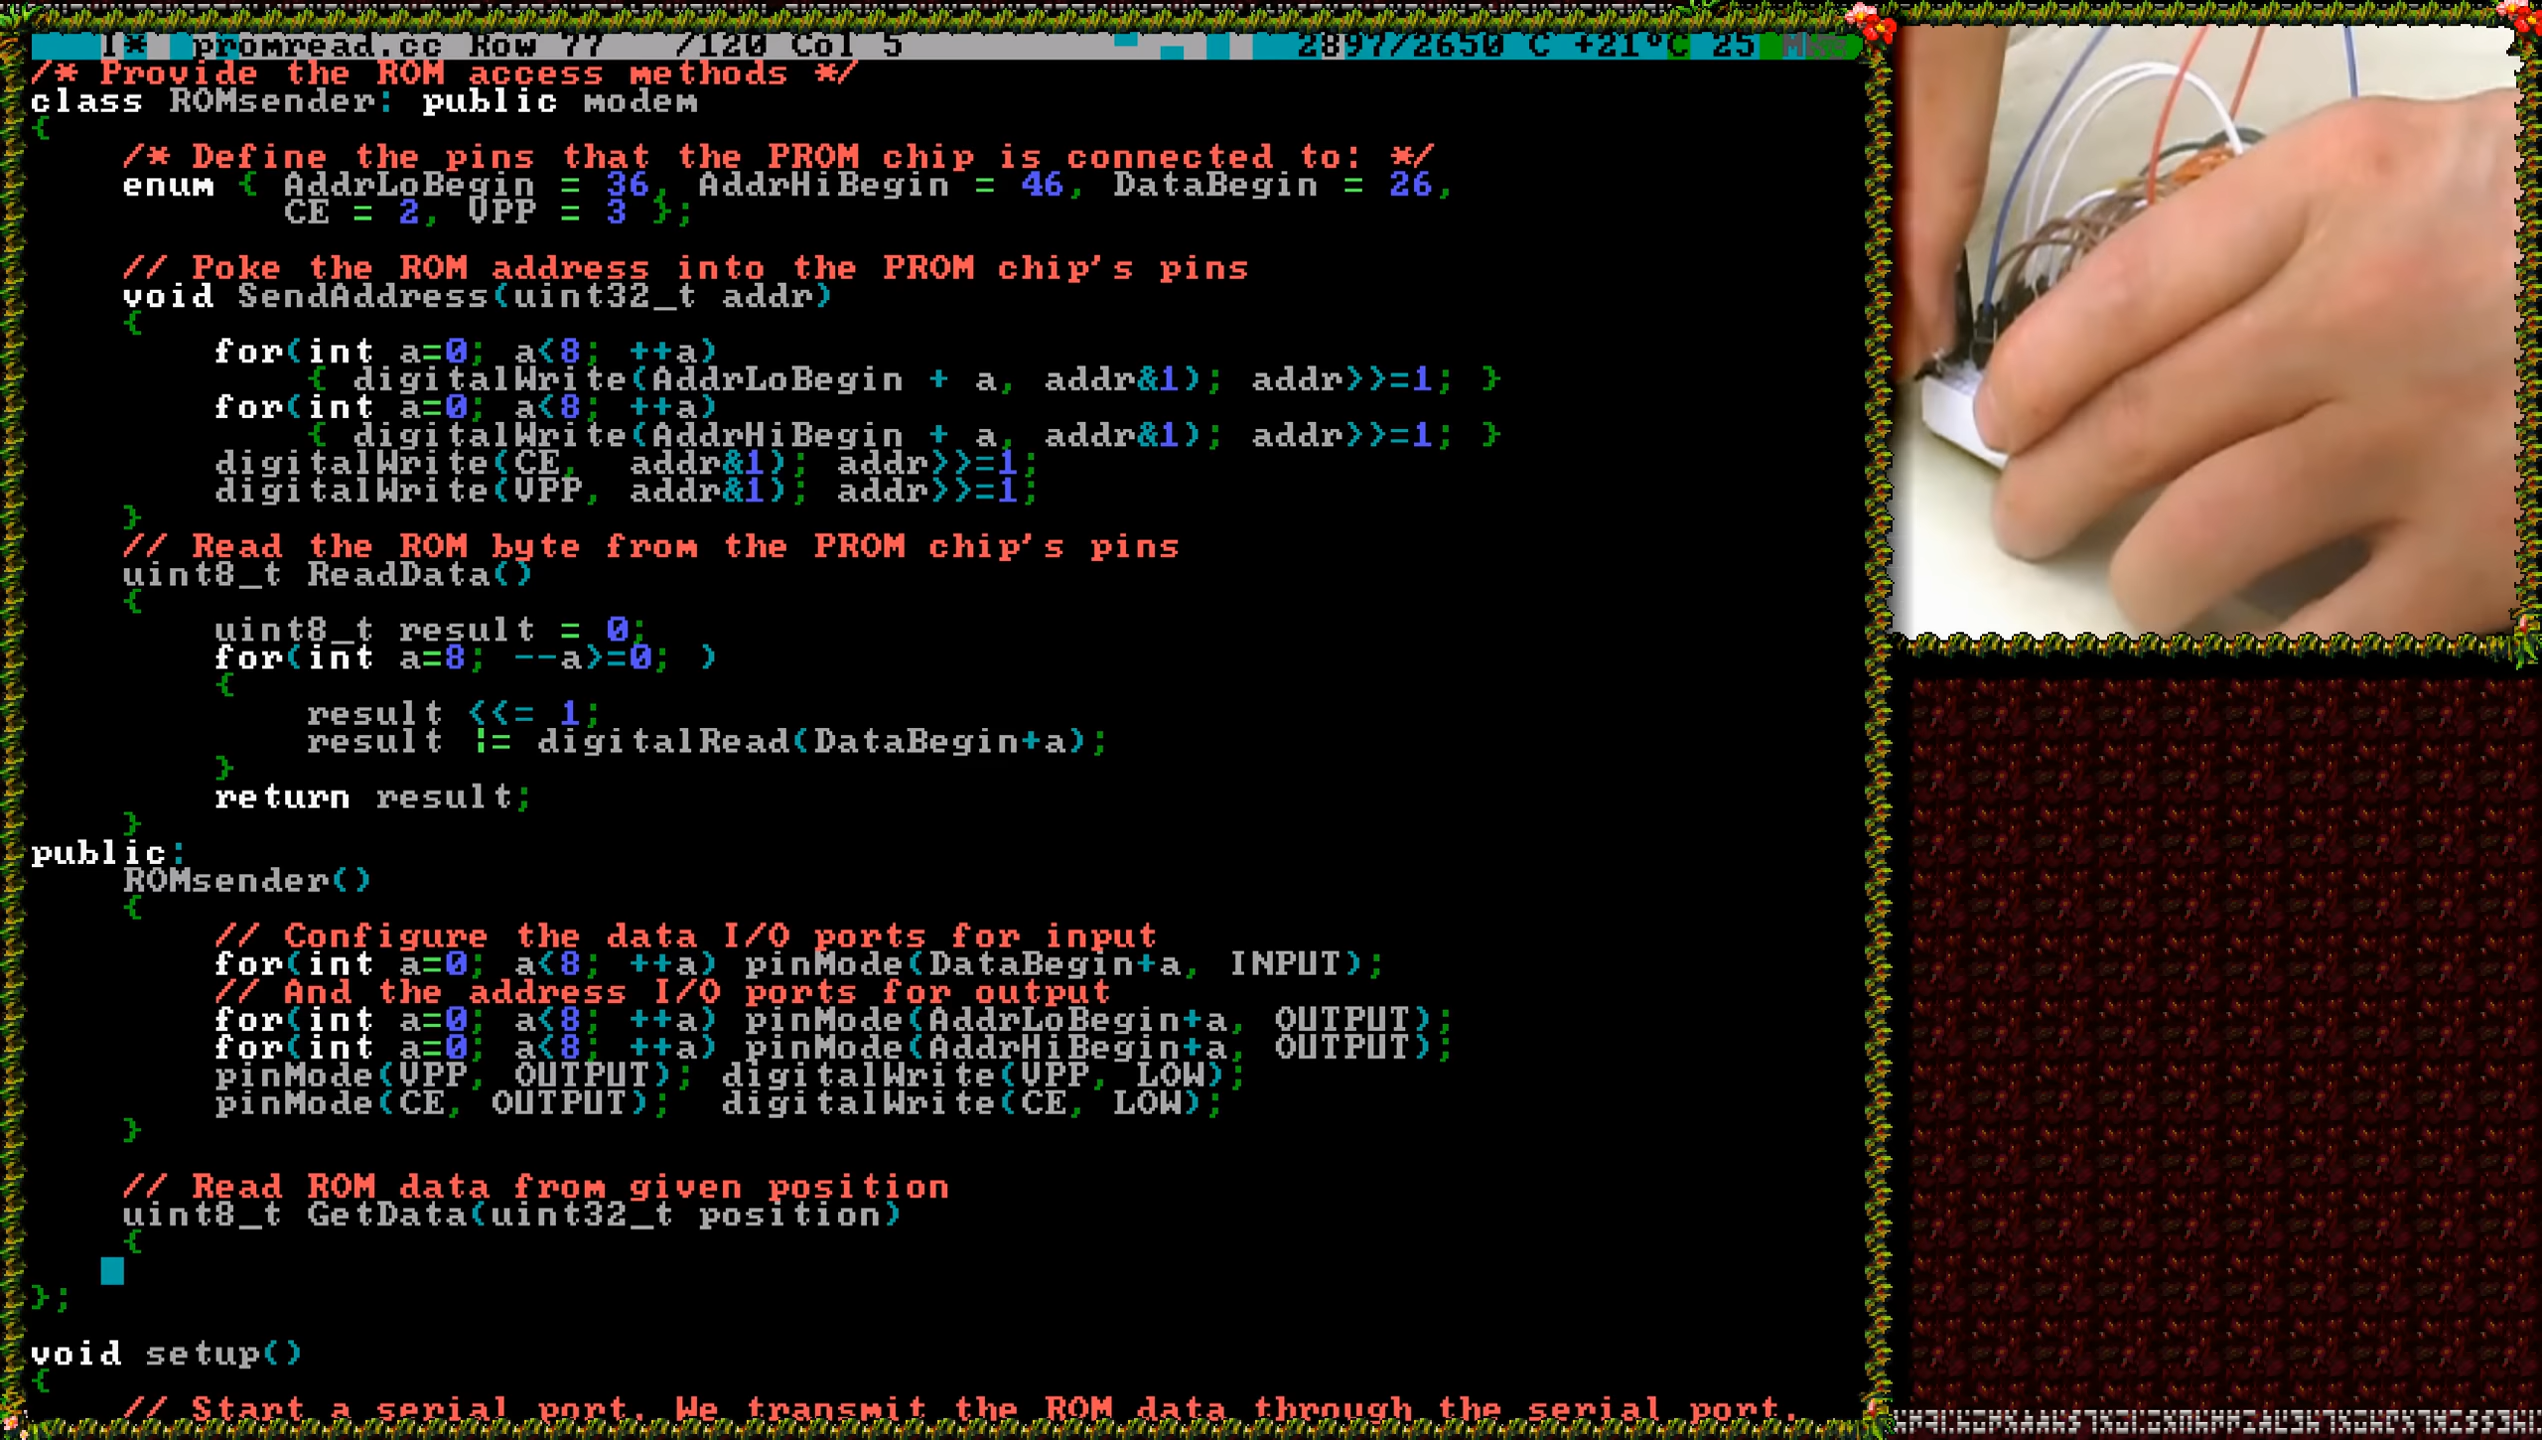 1* promread.cc Row 77 /120 Col 5 2897/2650 C +21°C 25
/* Provide the ROM access methods */
class ROMsender: public modem
{
/* Define the pins that the PROM chip is connected to: */
enum { AddrLoBegin = 36, AddrHiBegin = 46, DataBegin = 26,
CE = 2, VPP = 3 };
// Poke the ROM address into the PROM chip's pins
void SendAddress(uint32_t addr)
{
for(int a=0; a<8; ++a)
{ digitalWrite(AddrLoBegin + a, addr&1); addr>>=1; }
for(int a=0; a<8; ++a)
{ digitalWrite(AddrHiBegin + a, addr&1); addr>>=1; }
digitalWrite(CE, addr&1); addr>>=1;
digitalWrite(VPP, addr&1); addr>>=1;
}
// Read the ROM byte from the PROM chip's pins
uint8_t ReadData()
{
uint8_t result = 0;
for(int a=8; --a>=0; )
{
result <<= 1;
result |= digitalRead(DataBegin+a);
}
return result;
}
public:
ROMsender()
{
// Configure the data I/O ports for input
for(int a=0; a<8; ++a) pinMode(DataBegin+a, INPUT);
// And the address I/O ports for output
for(int a=0; a<8; ++a) pinMode(AddrLoBegin+a, OUTPUT);
for(int a=0; a<8; ++a) pinMode(AddrHiBegin+a, OUTPUT);
pinMode(VPP, OUTPUT); digitalWrite(VPP, LOW);
pinMode(CE, OUTPUT); digitalWrite(CE, LOW);
}
// Read ROM data from given position
uint8_t GetData(uint32_t position)
{
};
void setup()
{
// Start a serial port. We transmit the ROM data through the serial port.